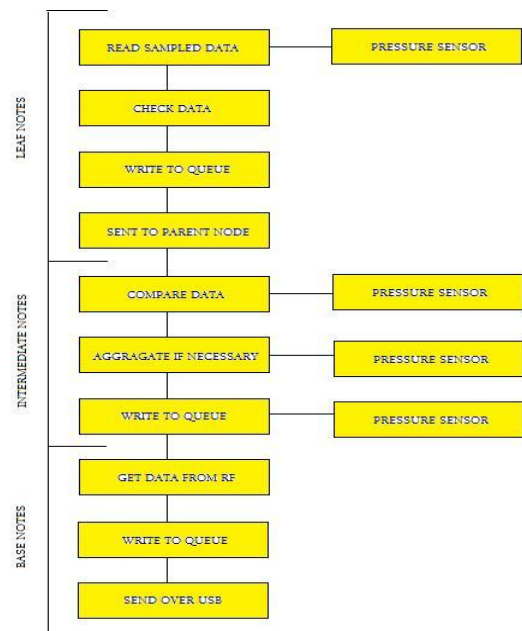 LEAF NOTES
READ SAMPLED DATA
PRESSURE SENSOR
CHECK DATA
WRITE TO QUEUE
SENT TO PARENT NODE
INTERMEDIATE NOTES
COMPARE DATA
PRESSURE SENSOR
AGGRAGATE IF NECESSARY
PRESSURE SENSOR
WRITE TO QUEUE
PRESSURE SENSOR
BASE NOTES
GET DATA FROM RF
WRITE TO QUEUE
SEND OVER USB